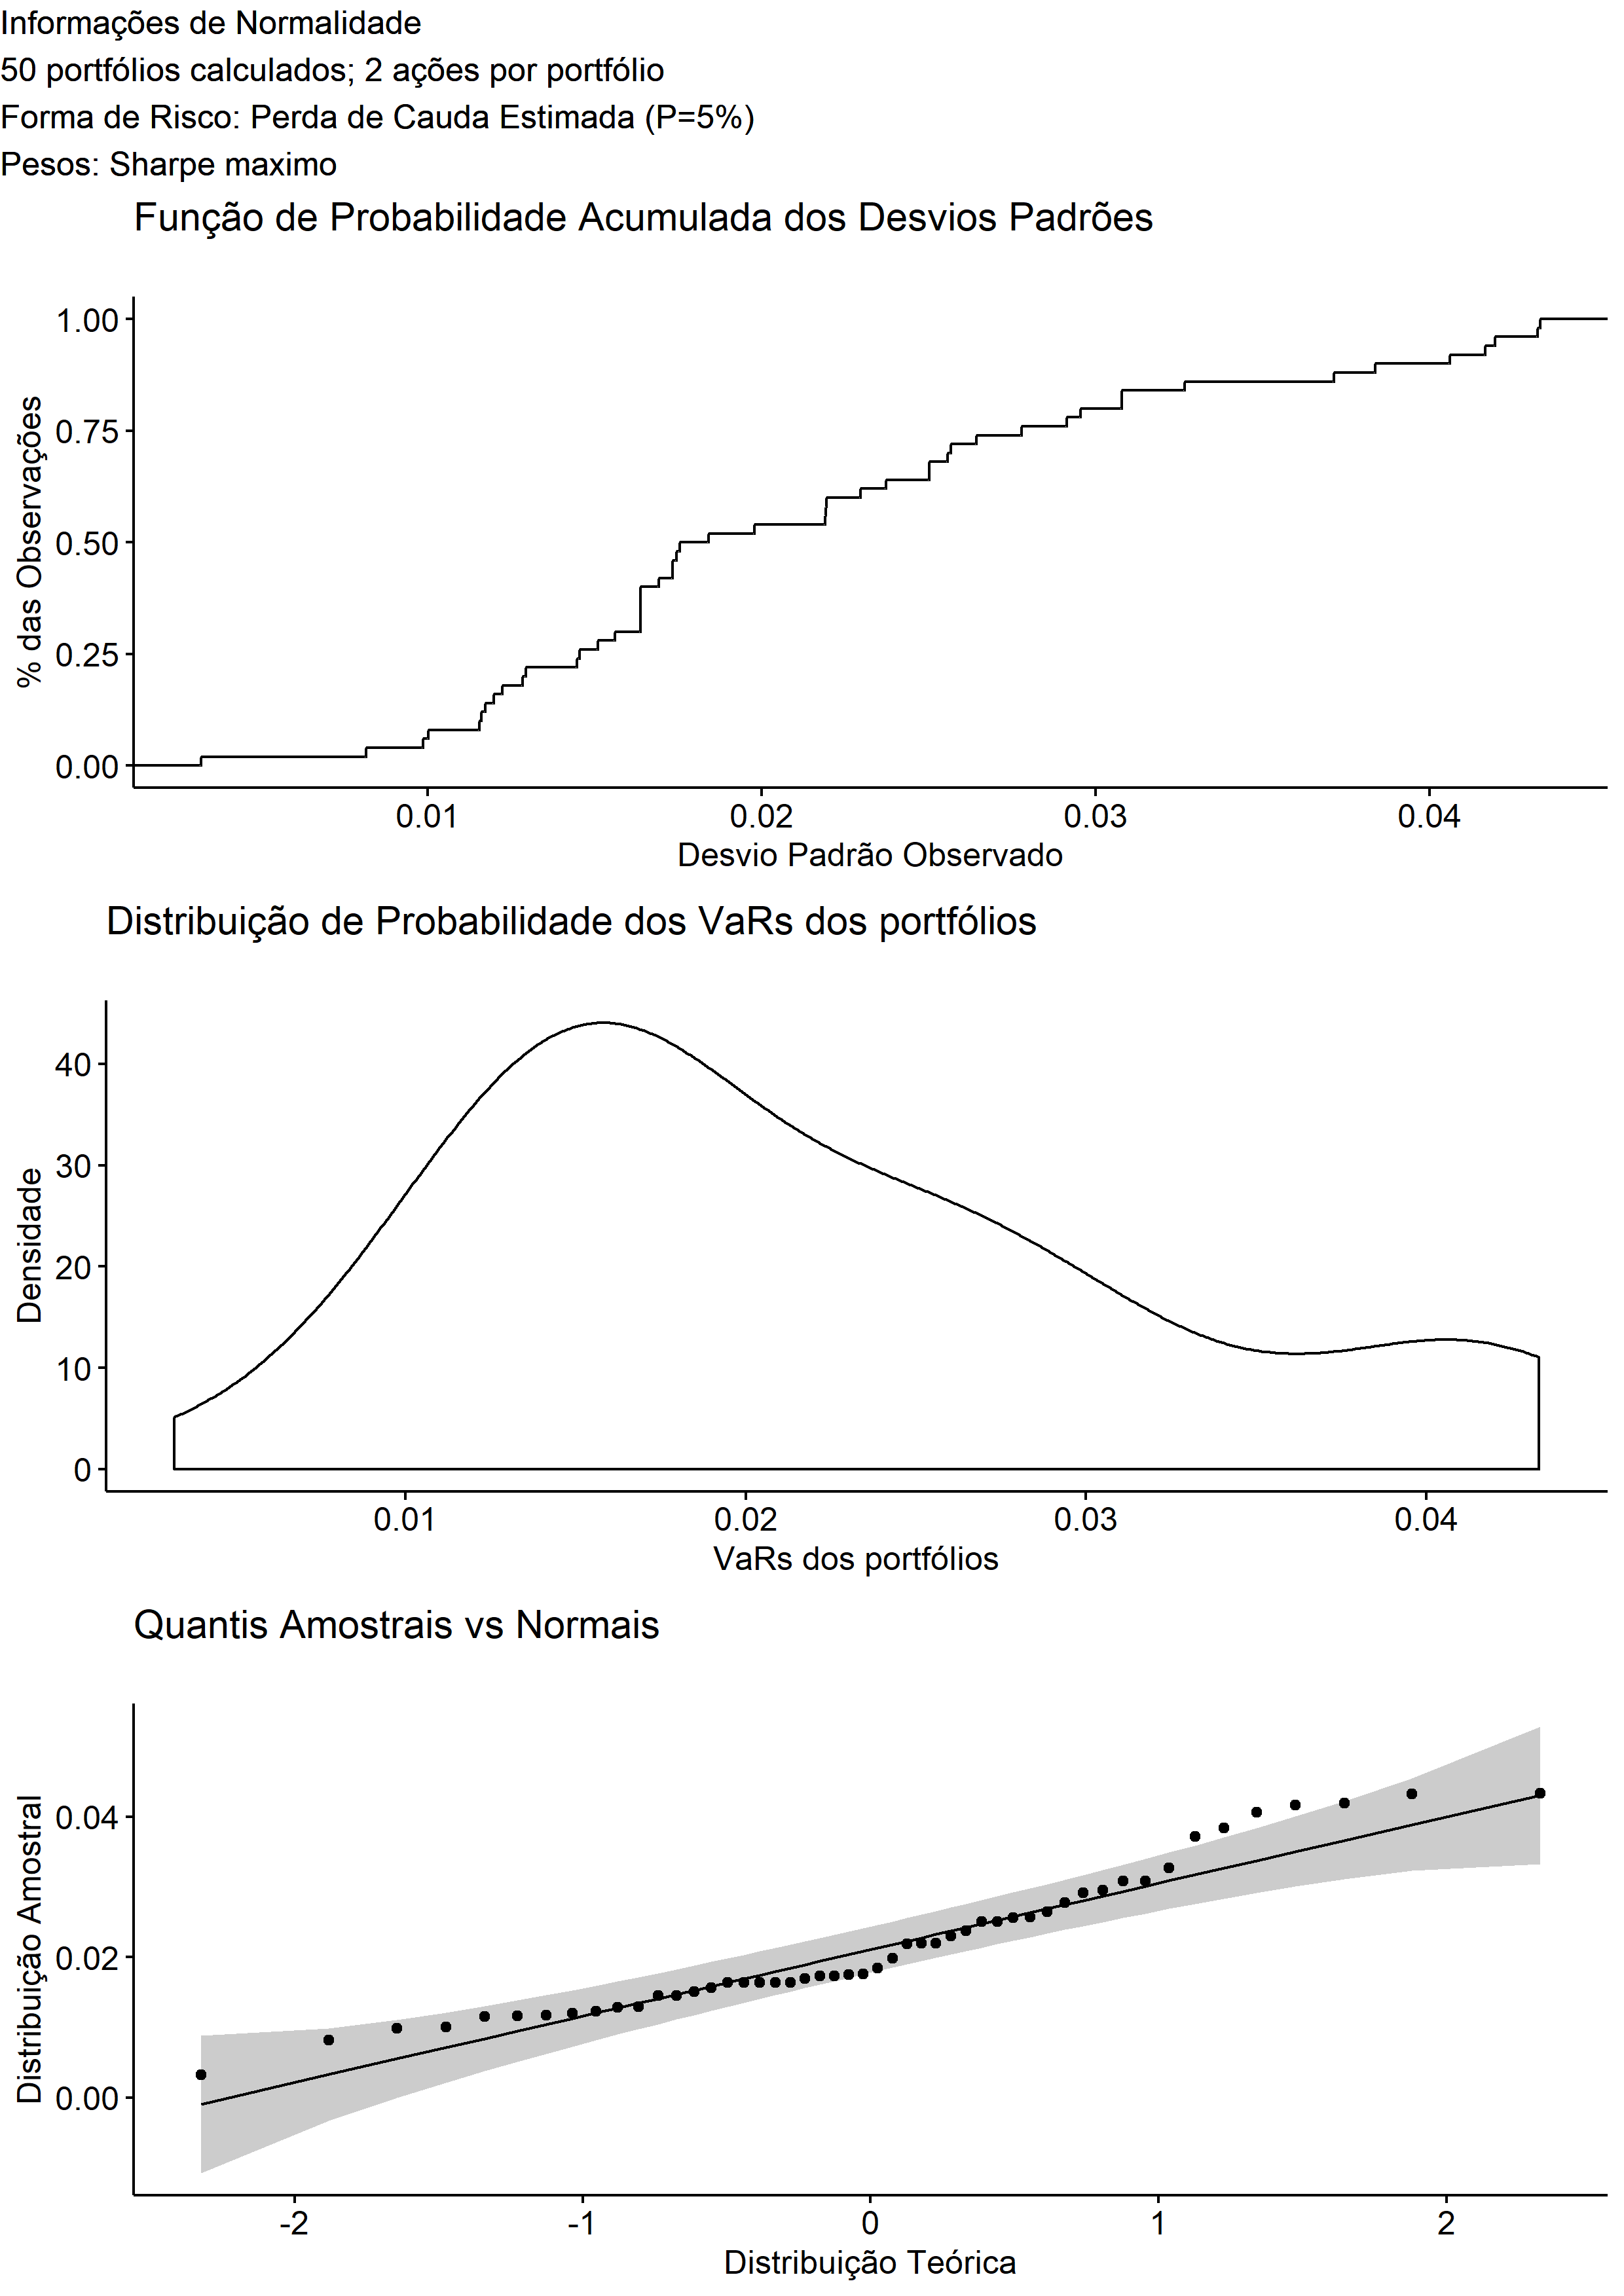 Informações de Normalidade
50 portfólios calculados; 2 ações por portfólio
Forma de Risco: Perda de Cauda Estimada (P=5%)
Pesos: Sharpe maximo
Função de Probabilidade Acumulada dos Desvios Padrões
% das Observações
1.00
0.75
0.50
0.25
0.00
0.01 0.02 0.03 0.04
Desvio Padrão Observado
Distribuição de Probabilidade dos VaRs dos portfólios
Densidade
40
30
20
10
0
0.01 0.02 0.03 0.04
VaRs dos portfólios
Quantis Amostrais vs Normais
Distribuição Amostral
0.04
0.02
0.00
-2 -1 0 1 2
Distribuição Teórica